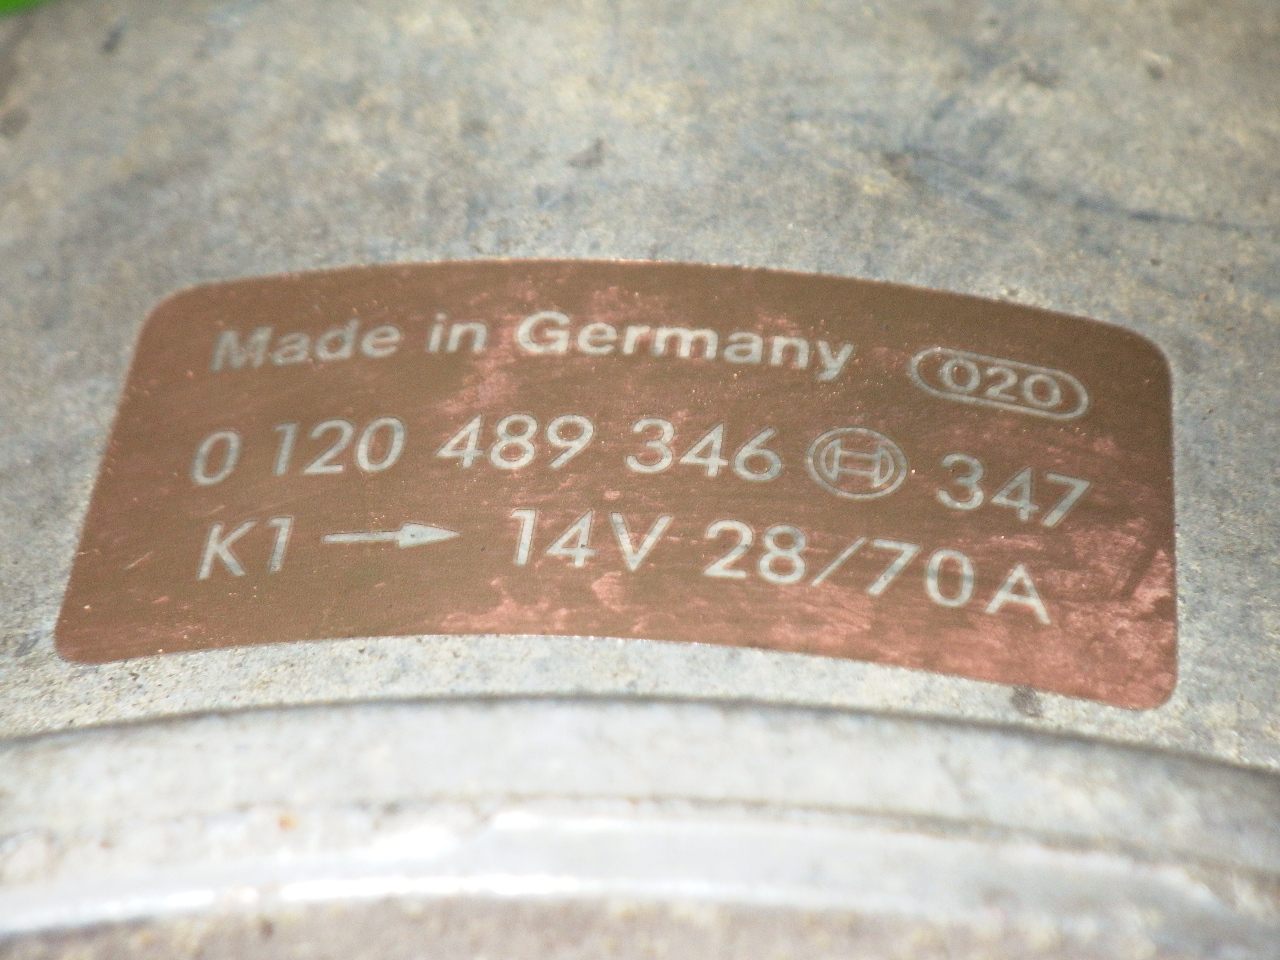 Made in Germany 020
0 120 489 346 347
K1 → 14V 28/70A